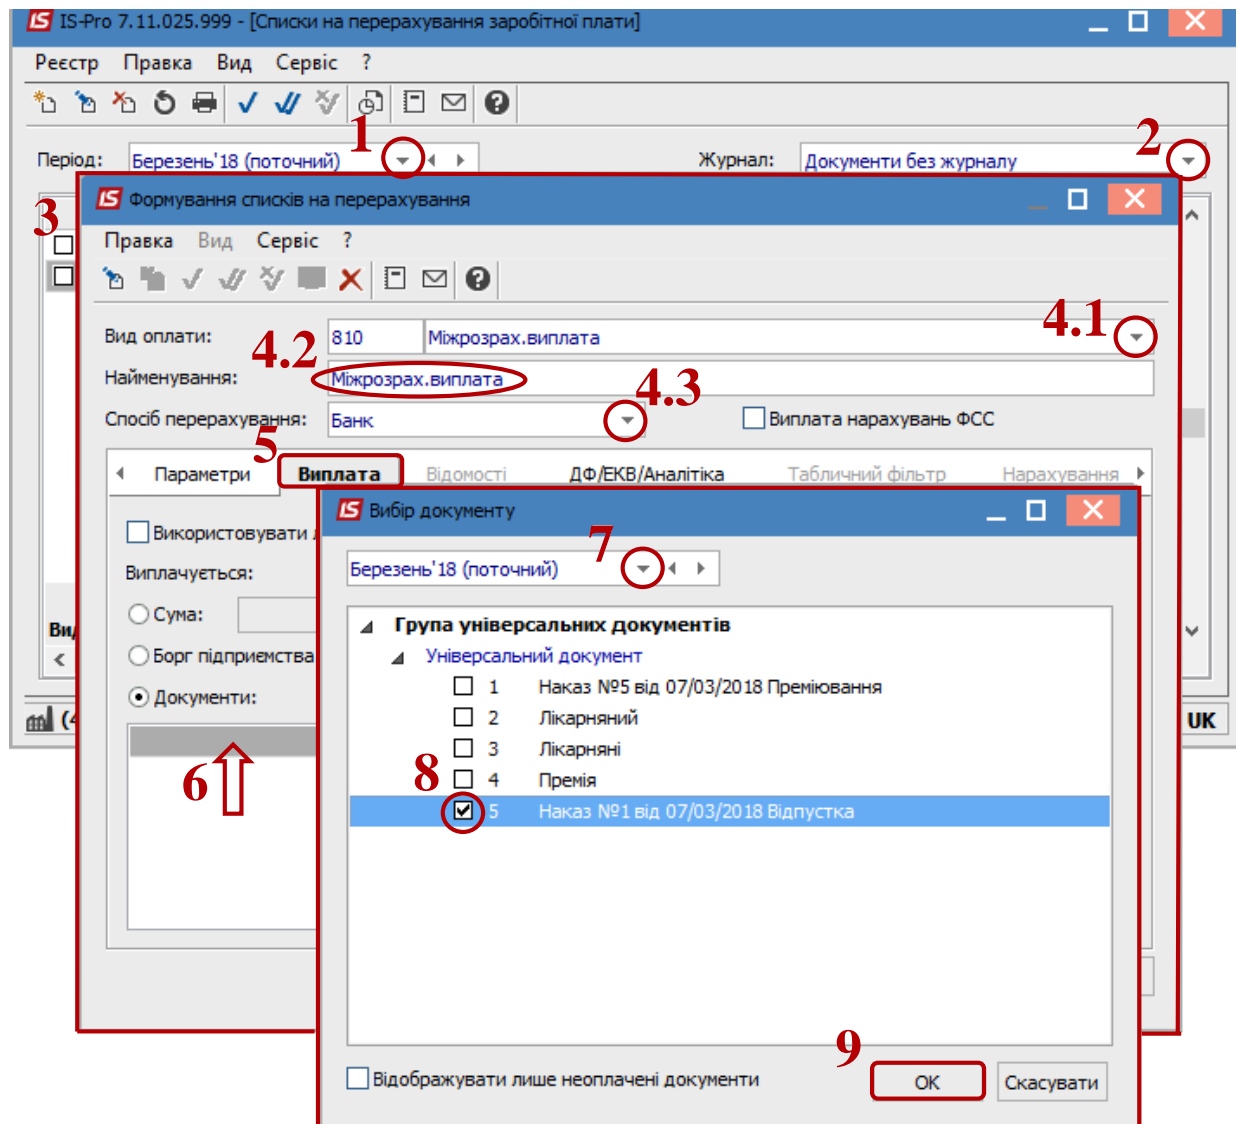 IS-Pro 7.11.025.999 - [Списки на перерахування заробітної плати]
Реєстр Правка Вид Сервіс ?
1
2
Період: Березень'18 (поточний) Журнал: Документи без журналу
3
Формування списків на перерахування
Правка Вид Сервіс ?
4.1
Вид оплати: 810 Міжрозрах.виплата
4.2
Найменування: Міжрозрах.виплата
4.3
Спосіб перерахування: Банк Виплата нарахувань ФСС
5
Параметри Виплата Відомості ДФ/ЕКВ/Аналітіка Табличний фільтр Нарахування
Вибір документу
Використовувати
7
Виплачується: Березень'18 (поточний)
Сума:
Група універсальних документів
Вид
Борг підприємства Універсальний документ
Документи: 1 Наказ №5 від 07/03/2018 Преміювання
(4 UK
2 Лікарняний
3 Лікарняні
6
8
4 Премія
5 Наказ №1 від 07/03/2018 Відпустка
9
Відображувати лише неоплачені документи ОК Скасувати